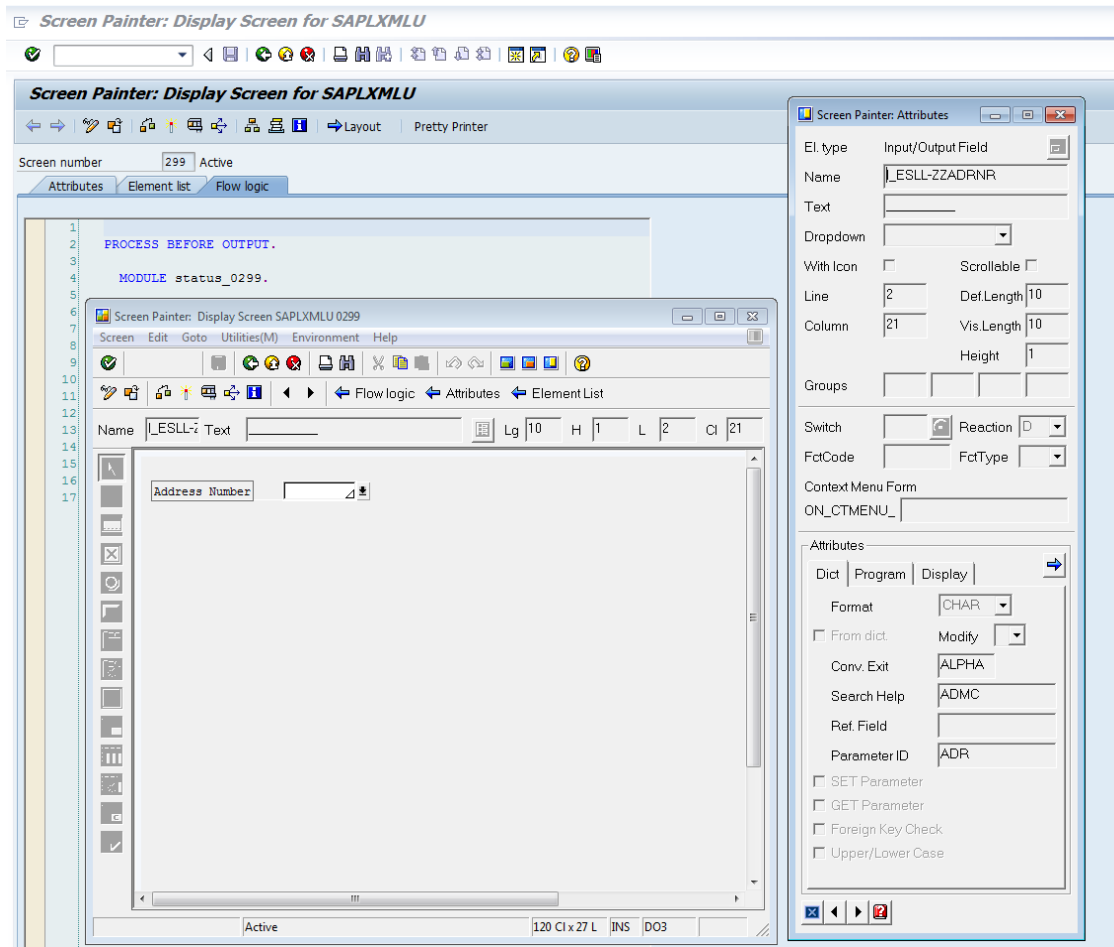 Screen Painter: Display Screen for SAPLXMLU
Screen Painter: Display Screen for SAPLXMLU
Layout
Pretty Printer
Screen number 299 Active
Attributes Element list Flow logic
1
2 PROCESS BEFORE OUTPUT.
3
4 MODULE status_0299.
5
6
7
8
9
10
11
12
13
14
15
16
17
Screen Painter: Display Screen SAPLXMLU 0299
Screen Edit Goto Utilities(M) Environment Help
Flow logic Attributes Element List
Name I_ESLL-Z Text _________ Lg 10 H 1 L 2 Cl 21
Address Number
Active 120 Cl x 27 L INS DO3
Screen Painter: Attributes
El. type Input/Output Field
Name I_ESLL-ZZADRNR
Text __________
Dropdown
With Icon Scrollable
Line 2 Def.Length 10
Column 21 Vis.Length 10
Height 1
Groups
Switch Reaction D
FctCode FctType
Context Menu Form
ON_CTMENU_
Attributes
Dict Program Display
Format CHAR
From dict. Modify
Conv. Exit ALPHA
Search Help ADMC
Ref. Field
Parameter ID ADR
SET Parameter
GET Parameter
Foreign Key Check
Upper/Lower Case